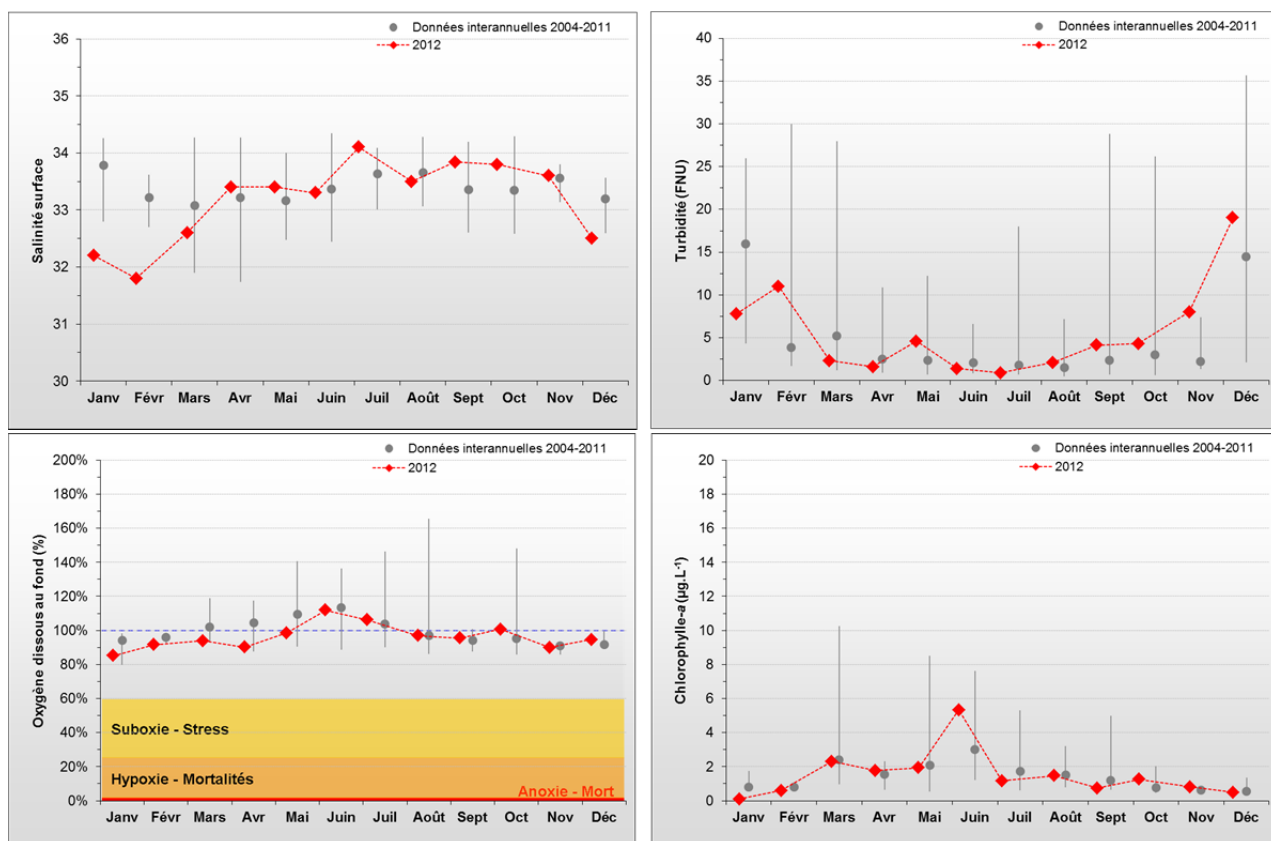 Données interannuelles 2004-2011
2012
Salinité surface
36
35
34
33
32
31
30
Janv Févr Mars Avr Mai Juin Juil Août Sept Oct Nov Déc
Données interannuelles 2004-2011
2012
Turbidité (FNU)
40
35
30
25
20
15
10
5
0
Janv Févr Mars Avr Mai Juin Juil Août Sept Oct Nov Déc
Données interannuelles 2004-2011
2012
Oxygène dissous au fond (%)
200%
180%
160%
140%
120%
100%
80%
60%
40%
20%
0%
Suboxie - Stress
Hypoxie - Mortalités
Anoxie - Mort
Janv Févr Mars Avr Mai Juin Juil Août Sept Oct Nov Déc
Données interannuelles 2004-2011
2012
Chlorophylle-a (µg.L-1)
20
18
16
14
12
10
8
6
4
2
0
Janv Févr Mars Avr Mai Juin Juil Août Sept Oct Nov Déc